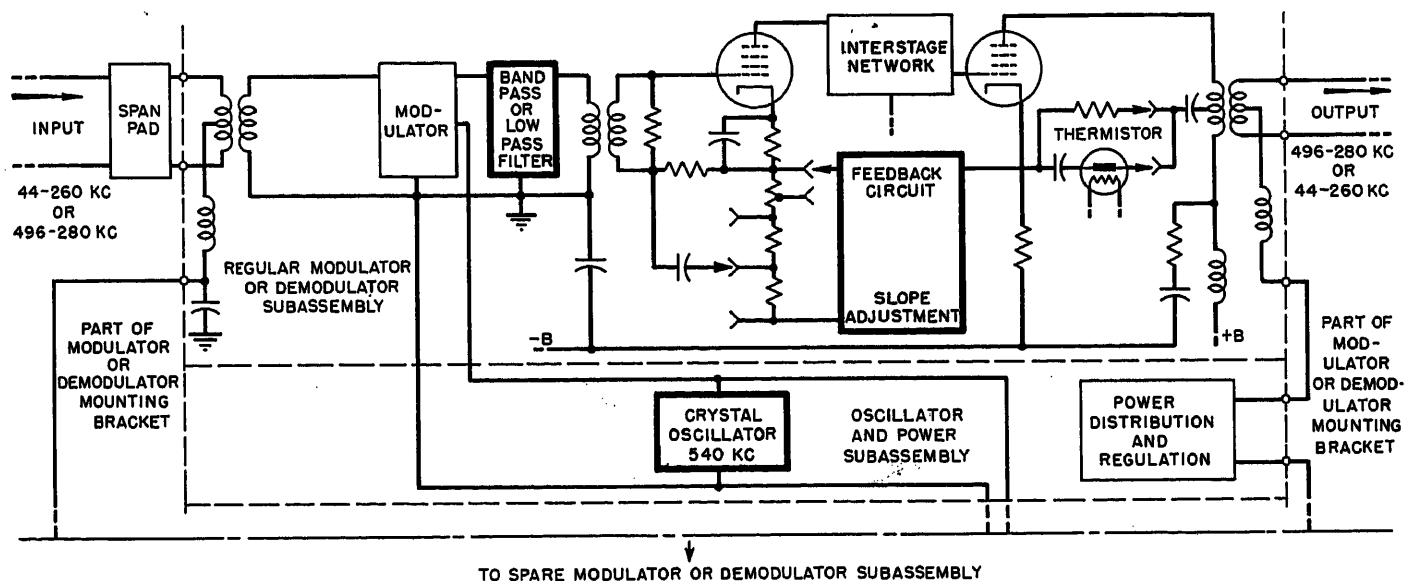 INPUT
44-260 KC
OR
496-280 KC
SPAN
PAD
MOD-
ULATOR
BAND
PASS
OR
LOW
PASS
FILTER
REGULAR MODULATOR
OR DEMODULATOR
SUBASSEMBLY
PART OF
MODULATOR
OR
DEMODULATOR
MOUNTING
BRACKET
INTERSTAGE
NETWORK
FEEDBACK
CIRCUIT
SLOPE
ADJUSTMENT
THERMISTOR
-B
+B
OUTPUT
496-280 KC
OR
44-260 KC
PART OF
MOD-
ULATOR
OR DEMOD-
ULATOR
MOUNTING
BRACKET
CRYSTAL
OSCILLATOR
540 KC
OSCILLATOR
AND POWER
SUBASSEMBLY
POWER
DISTRIBUTION
AND
REGULATION
TO SPARE MODULATOR OR DEMODULATOR SUBASSEMBLY